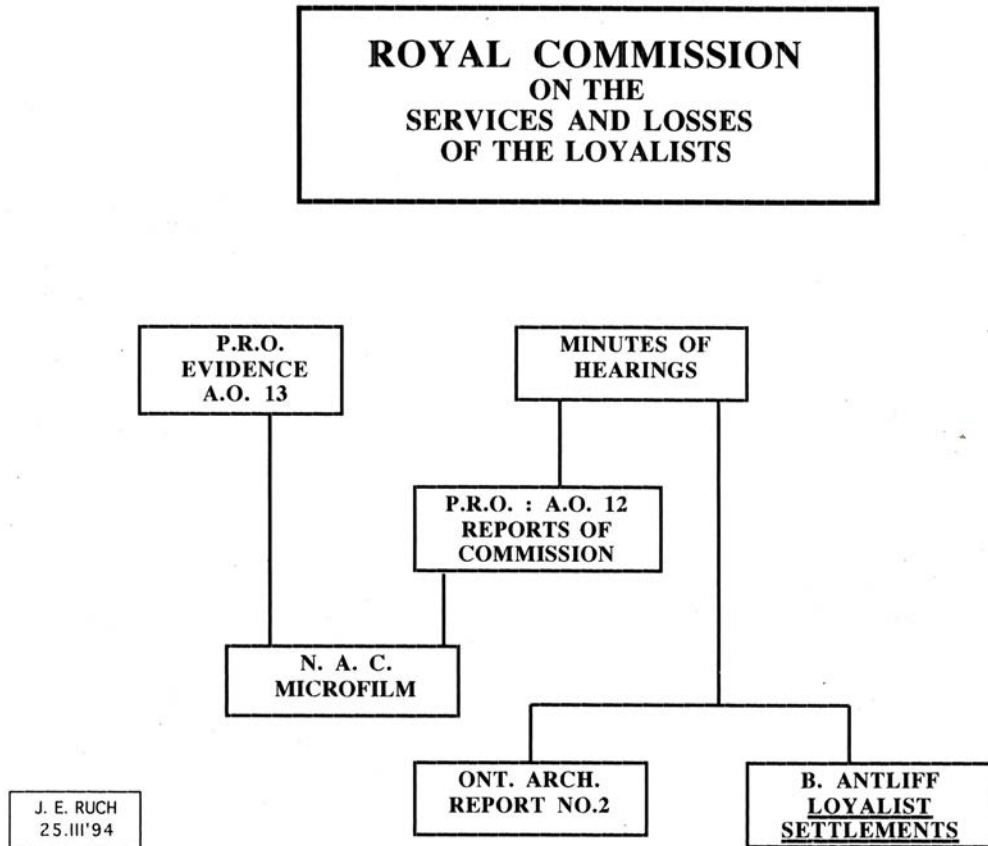 ROYAL COMMISSION
ON THE
SERVICES AND LOSSES
OF THE LOYALISTS
P.R.O.
EVIDENCE
A.O. 13
MINUTES OF
HEARINGS
P.R.O. : A.O. 12
REPORTS OF
COMMISSION
N. A. C.
MICROFILM
ONT. ARCH.
REPORT NO.2
B. ANTLIFF
LOYALIST
SETTLEMENTS
J. E. RUCH
25.III'94